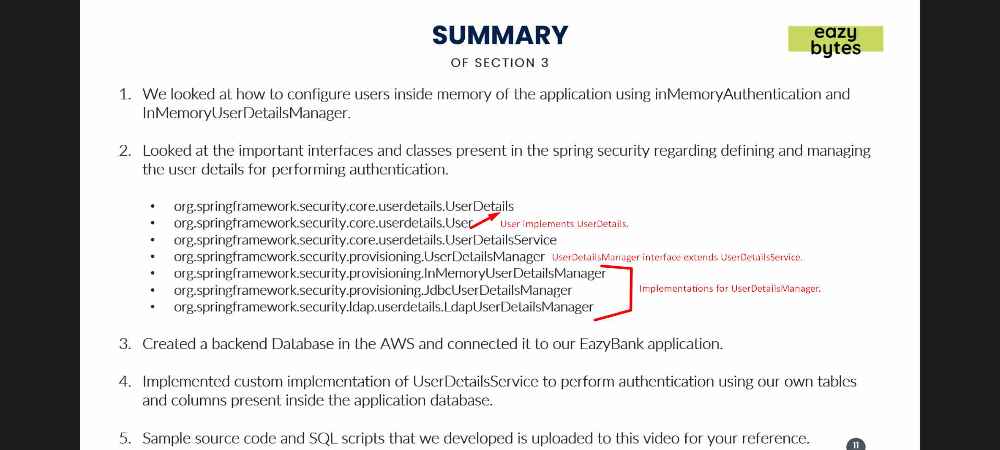 SUMMARY
OF SECTION 3
eazy
bytes
1. We looked at how to configure users inside memory of the application using inMemoryAuthentication and
InMemoryUserDetailsManager.
2. Looked at the important interfaces and classes present in the spring security regarding defining and managing
the user details for performing authentication.
• org.springframework.security.core.userdetails.UserDetails
• org.springframework.security.core.userdetails.User User implements UserDetails.
• org.springframework.security.core.userdetails.UserDetailsService
• org.springframework.security.provisioning.UserDetailsManager UserDetailsManager interface extends UserDetailsService.
• org.springframework.security.provisioning.InMemoryUserDetailsManager
• org.springframework.security.provisioning.JdbcUserDetailsManager Implementations for UserDetailsManager.
• org.springframework.security.ldap.userdetails.LdapUserDetailsManager
3. Created a backend Database in the AWS and connected it to our EazyBank application.
4. Implemented custom implementation of UserDetailsService to perform authentication using our own tables
and columns present inside the application database.
5. Sample source code and SQL scripts that we developed is uploaded to this video for your reference.
11